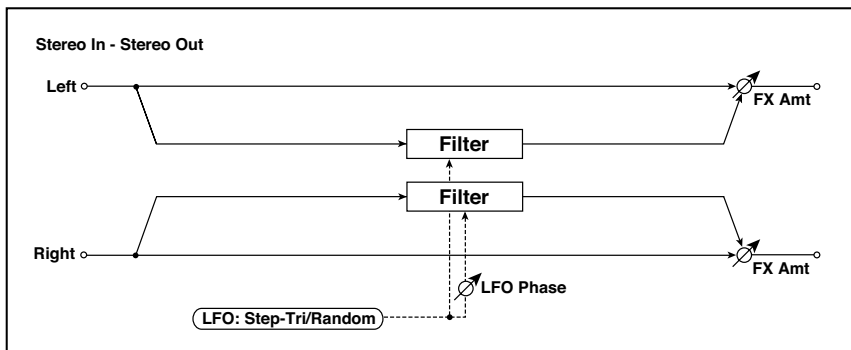 Stereo In - Stereo Out
Left
FX Amt
Filter
Filter
Right
FX Amt
LFO Phase
LFO: Step-Tri/Random